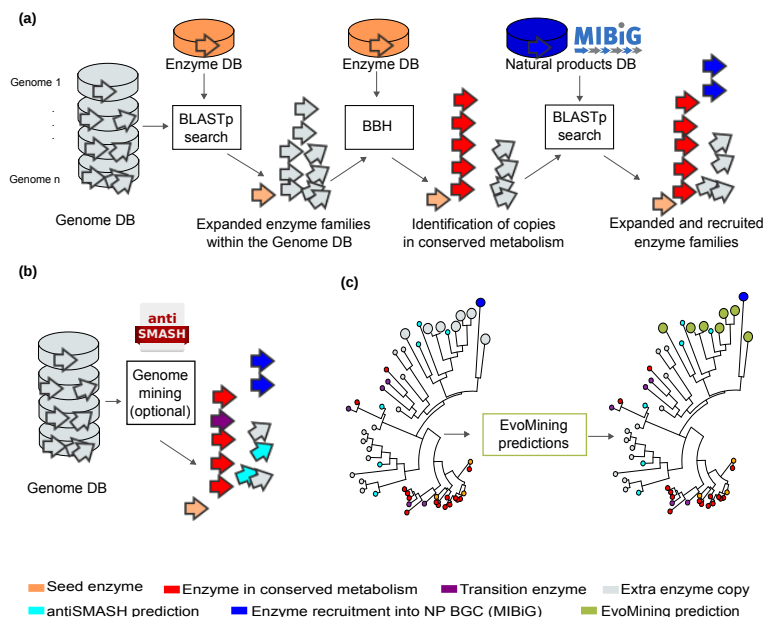 (a)
Enzyme DB
Enzyme DB
MIBiG
Natural products DB
Genome 1
.
.
.
Genome n
Genome DB
BLASTp
search
BBH
BLASTp
search
Expanded enzyme families
within the Genome DB
Identification of copies
in conserved metabolism
Expanded and recruited
enzyme families
(b)
anti
SMASH
Genome
mining
(optional)
Genome DB
(c)
EvoMining
predictions
Seed enzyme
Enzyme in conserved metabolism
Transition enzyme
Extra enzyme copy
antiSMASH prediction
Enzyme recruitment into NP BGC (MIBiG)
EvoMining prediction